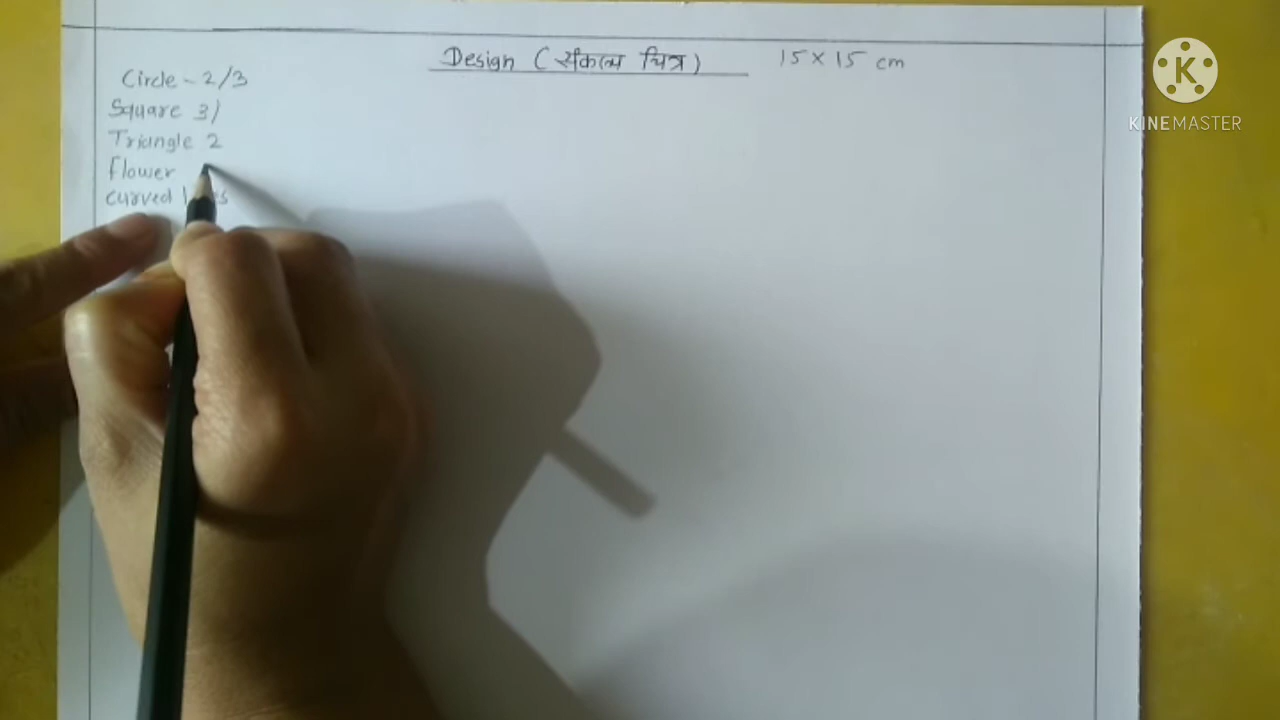 Design (संकल्प चित्र) 15 × 15 cm
Circle - 2/3
Square 3/
Triangle 2
flower
curved
KINEMASTER